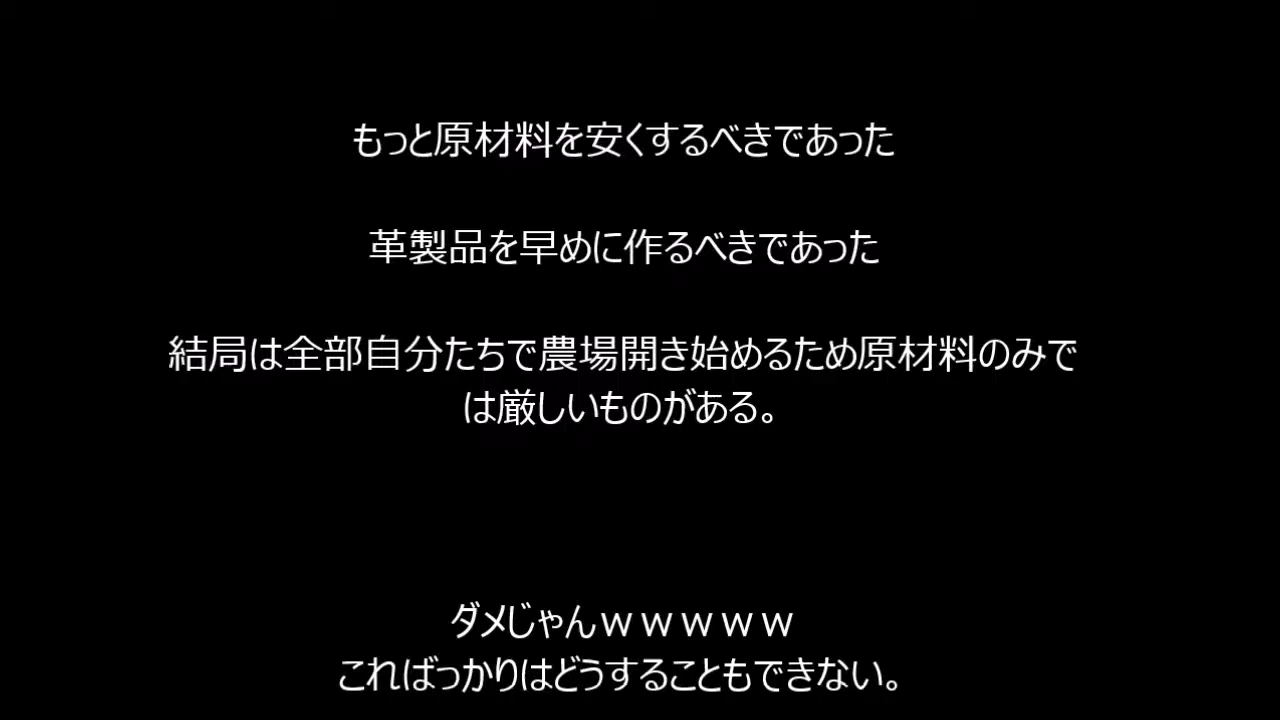 もっと原材料を安くするべきであった
革製品を早めに作るべきであった
結局は全部自分たちで農場開き始めるため原材料のみで
は厳しいものがある。
ダメじゃんｗｗｗｗｗ
こればっかりはどうすることもできない。